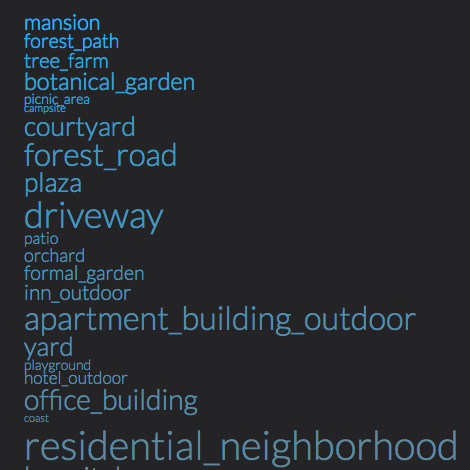 mansion
forest_path
tree_farm
botanical_garden
picnic_area
campsite
courtyard
forest_road
plaza
driveway
patio
orchard
formal_garden
inn_outdoor
apartment_building_outdoor
yard
playground
hotel_outdoor
office_building
coast
residential_neighborhood